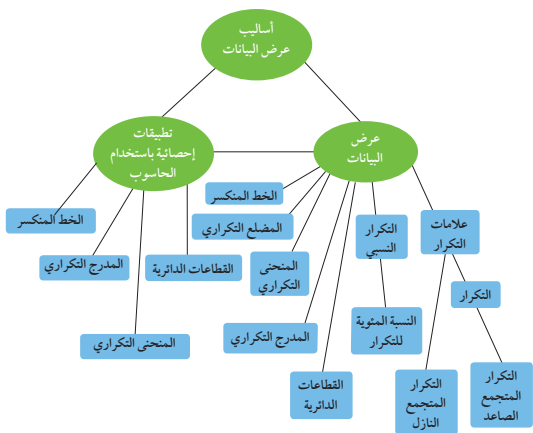 أساليب
عرض البيانات
عرض
البيانات
تطبيقات
إحصائية باستخدام
الحاسوب
علامات
التكرار
التكرار
النسبي
الخط المنكسر
المضلع التكراري
المنحنى
التكراري
المدرج التكراري
القطاعات
الدائرية
النسبة المئوية
للتكرار
التكرار
التكرار
المتجمع
الصاعد
التكرار
المتجمع
النازل
القطاعات الدائرية
المنحنى التكراري
المدرج التكراري
الخط المنكسر